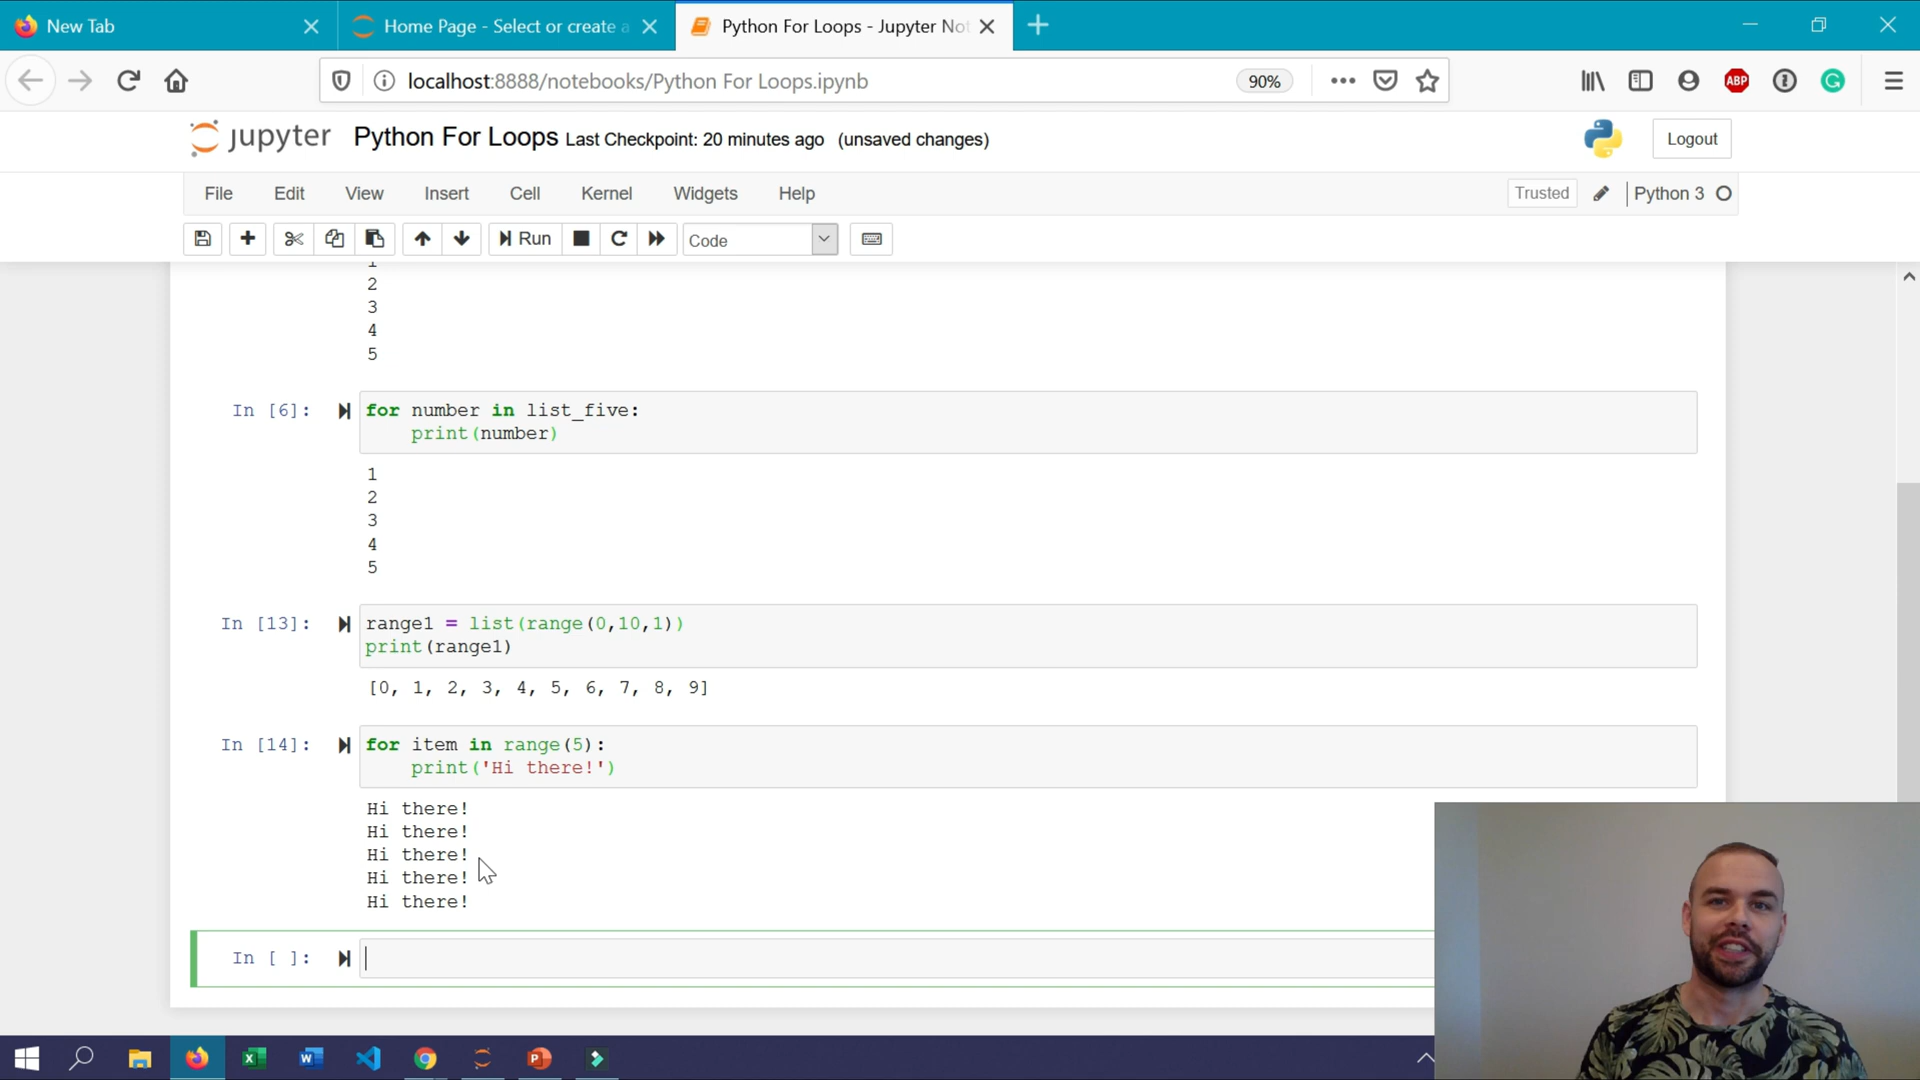 New Tab
Home Page - Select or create a
Python For Loops - Jupyter Not
localhost:8888/notebooks/Python For Loops.ipynb
90%
ABP
jupyter Python For Loops Last Checkpoint: 20 minutes ago (unsaved changes)
Logout
File Edit View Insert Cell Kernel Widgets Help
Trusted
Python 3
Run
Code
1
2
3
4
5
In [6]: for number in list_five:
print(number)
1
2
3
4
5
In [13]: range1 = list(range(0,10,1))
print(range1)
[0, 1, 2, 3, 4, 5, 6, 7, 8, 9]
In [14]: for item in range(5):
print('Hi there!')
Hi there!
Hi there!
Hi there!
Hi there!
Hi there!
In [ ]: